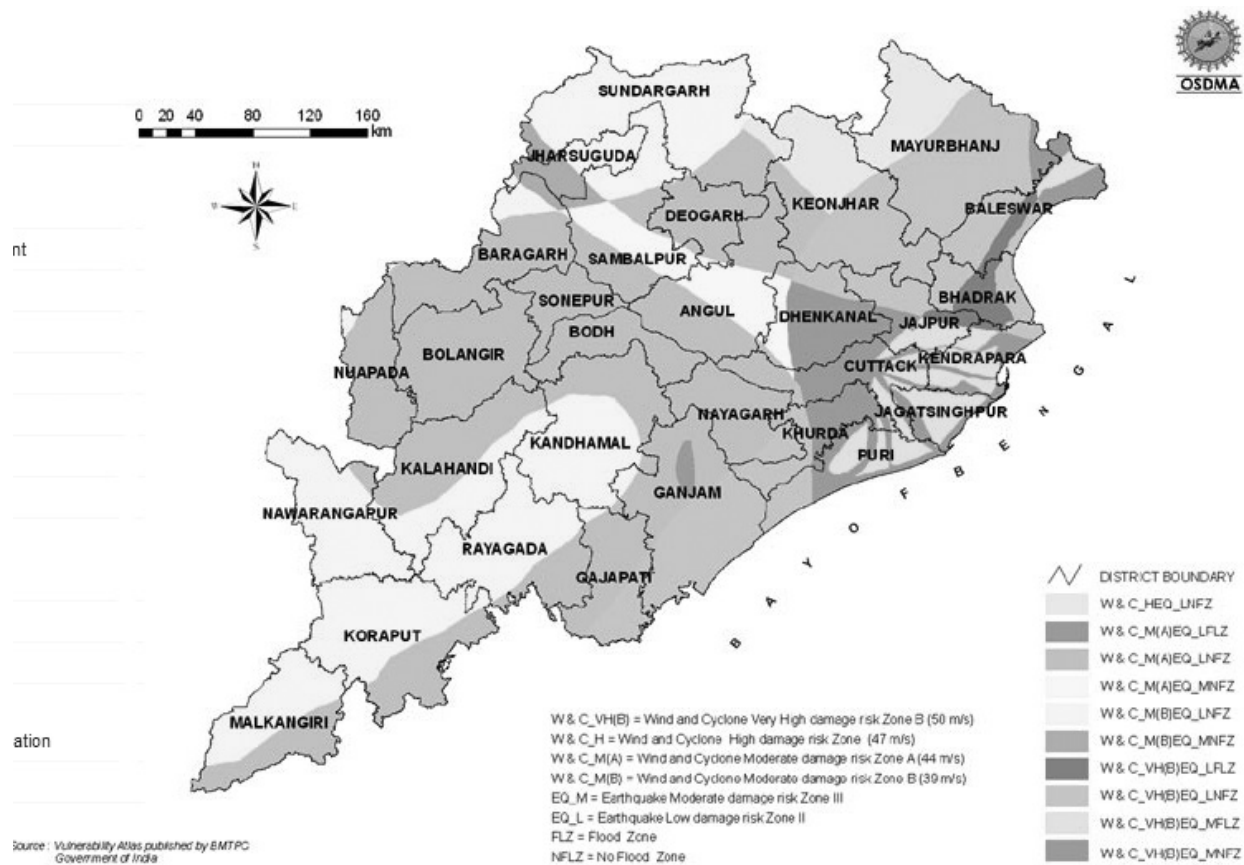 OSDMA
0 20 40 80 120 160
km
N
W E
S
nt
ation
SUNDARGARH
JHARSUGUDA
MAYURBHANJ
KEONJHAR
DEOGARH
BALESWAR
BARAGARH
SAMBALPUR
SONEPUR
ANGUL
DHENKANAL
BHADRAK
JAJPUR
BODH
BOLANGIR
NUAPADA
CUTTACK
KENDRAPARA
NAYAGARH
JAGATSINGHPUR
KHURDA
KANDHAMAL
PURI
KALAHANDI
GANJAM
NAWARANGAPUR
RAYAGADA
GAJAPATI
KORAPUT
MALKANGIRI
BAY OF BENGAL
DISTRICT BOUNDARY
W & C_HEQ_LNFZ
W & C_M(A)EQ_LFLZ
W & C_M(A)EQ_LNFZ
W & C_M(A)EQ_MNFZ
W & C_M(B)EQ_LNFZ
W & C_M(B)EQ_MNFZ
W & C_VH(B)EQ_LFLZ
W & C_VH(B)EQ_LNFZ
W & C_VH(B)EQ_MFLZ
W & C_VH(B)EQ_MNFZ
W & C_VH(B) = Wind and Cyclone Very High damage risk Zone B (50 m/s)
W & C_H = Wind and Cyclone High damage risk Zone (47 m/s)
W & C_M(A) = Wind and Cyclone Moderate damage risk Zone A (44 m/s)
W & C_M(B) = Wind and Cyclone Moderate damage risk Zone B (39 m/s)
EQ_M = Earthquake Moderate damage risk Zone III
EQ_L = Earthquake Low damage risk Zone II
FLZ = Flood Zone
NFLZ = No Flood Zone
Source : Vulnerability Atlas published by BMTPC
Government of India